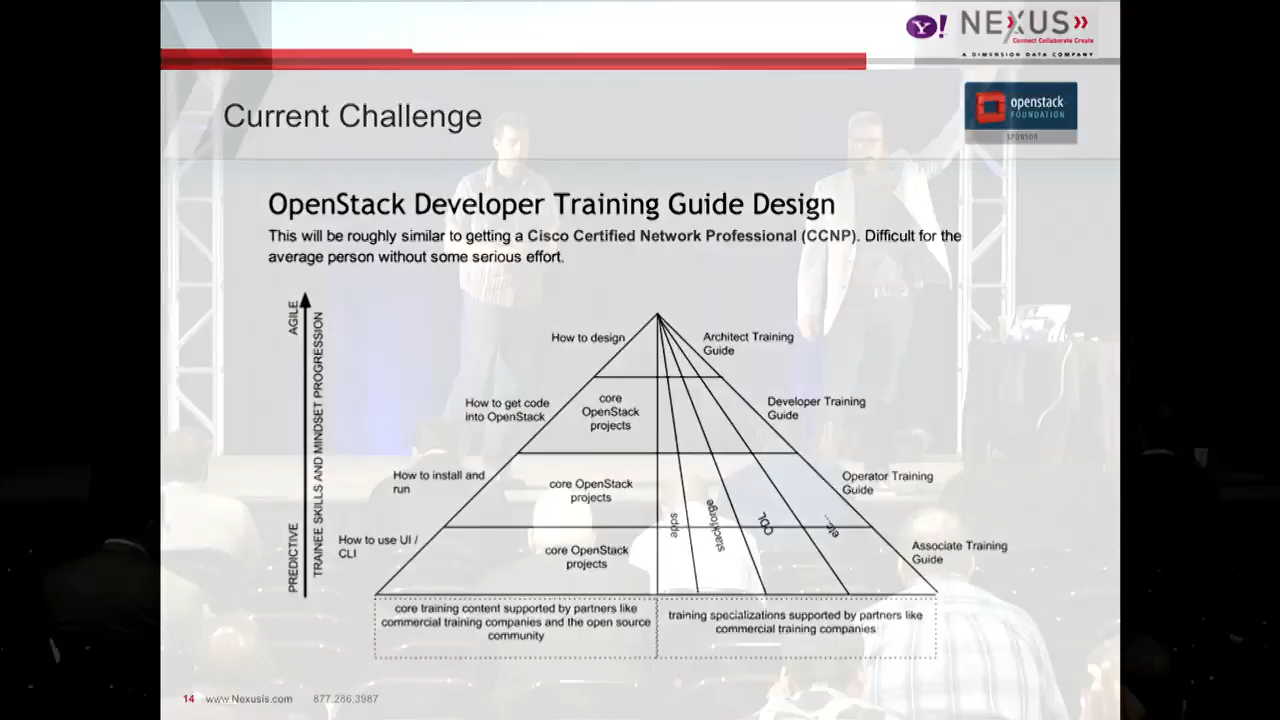 Y!
NEXUS
Connect Collaborate Create
A DIMENSION DATA COMPANY
Current Challenge
openstack
FOUNDATION
SPONSOR
OpenStack Developer Training Guide Design
This will be roughly similar to getting a Cisco Certified Network Professional (CCNP). Difficult for the
average person without some serious effort.
AGILE
TRAINEE SKILLS AND MINDSET PROGRESSION
PREDICTIVE
How to design
Architect Training
Guide
How to get code
into OpenStack
core
OpenStack
projects
Developer Training
Guide
How to install and
run
core OpenStack
projects
Operator Training
Guide
How to use UI /
CLI
core OpenStack
projects
apps
stackforge
ODL
etc...
Associate Training
Guide
core training content supported by partners like
commercial training companies and the open source
community
training specializations supported by partners like
commercial training companies
14 www.Nexusis.com 877.286.3987